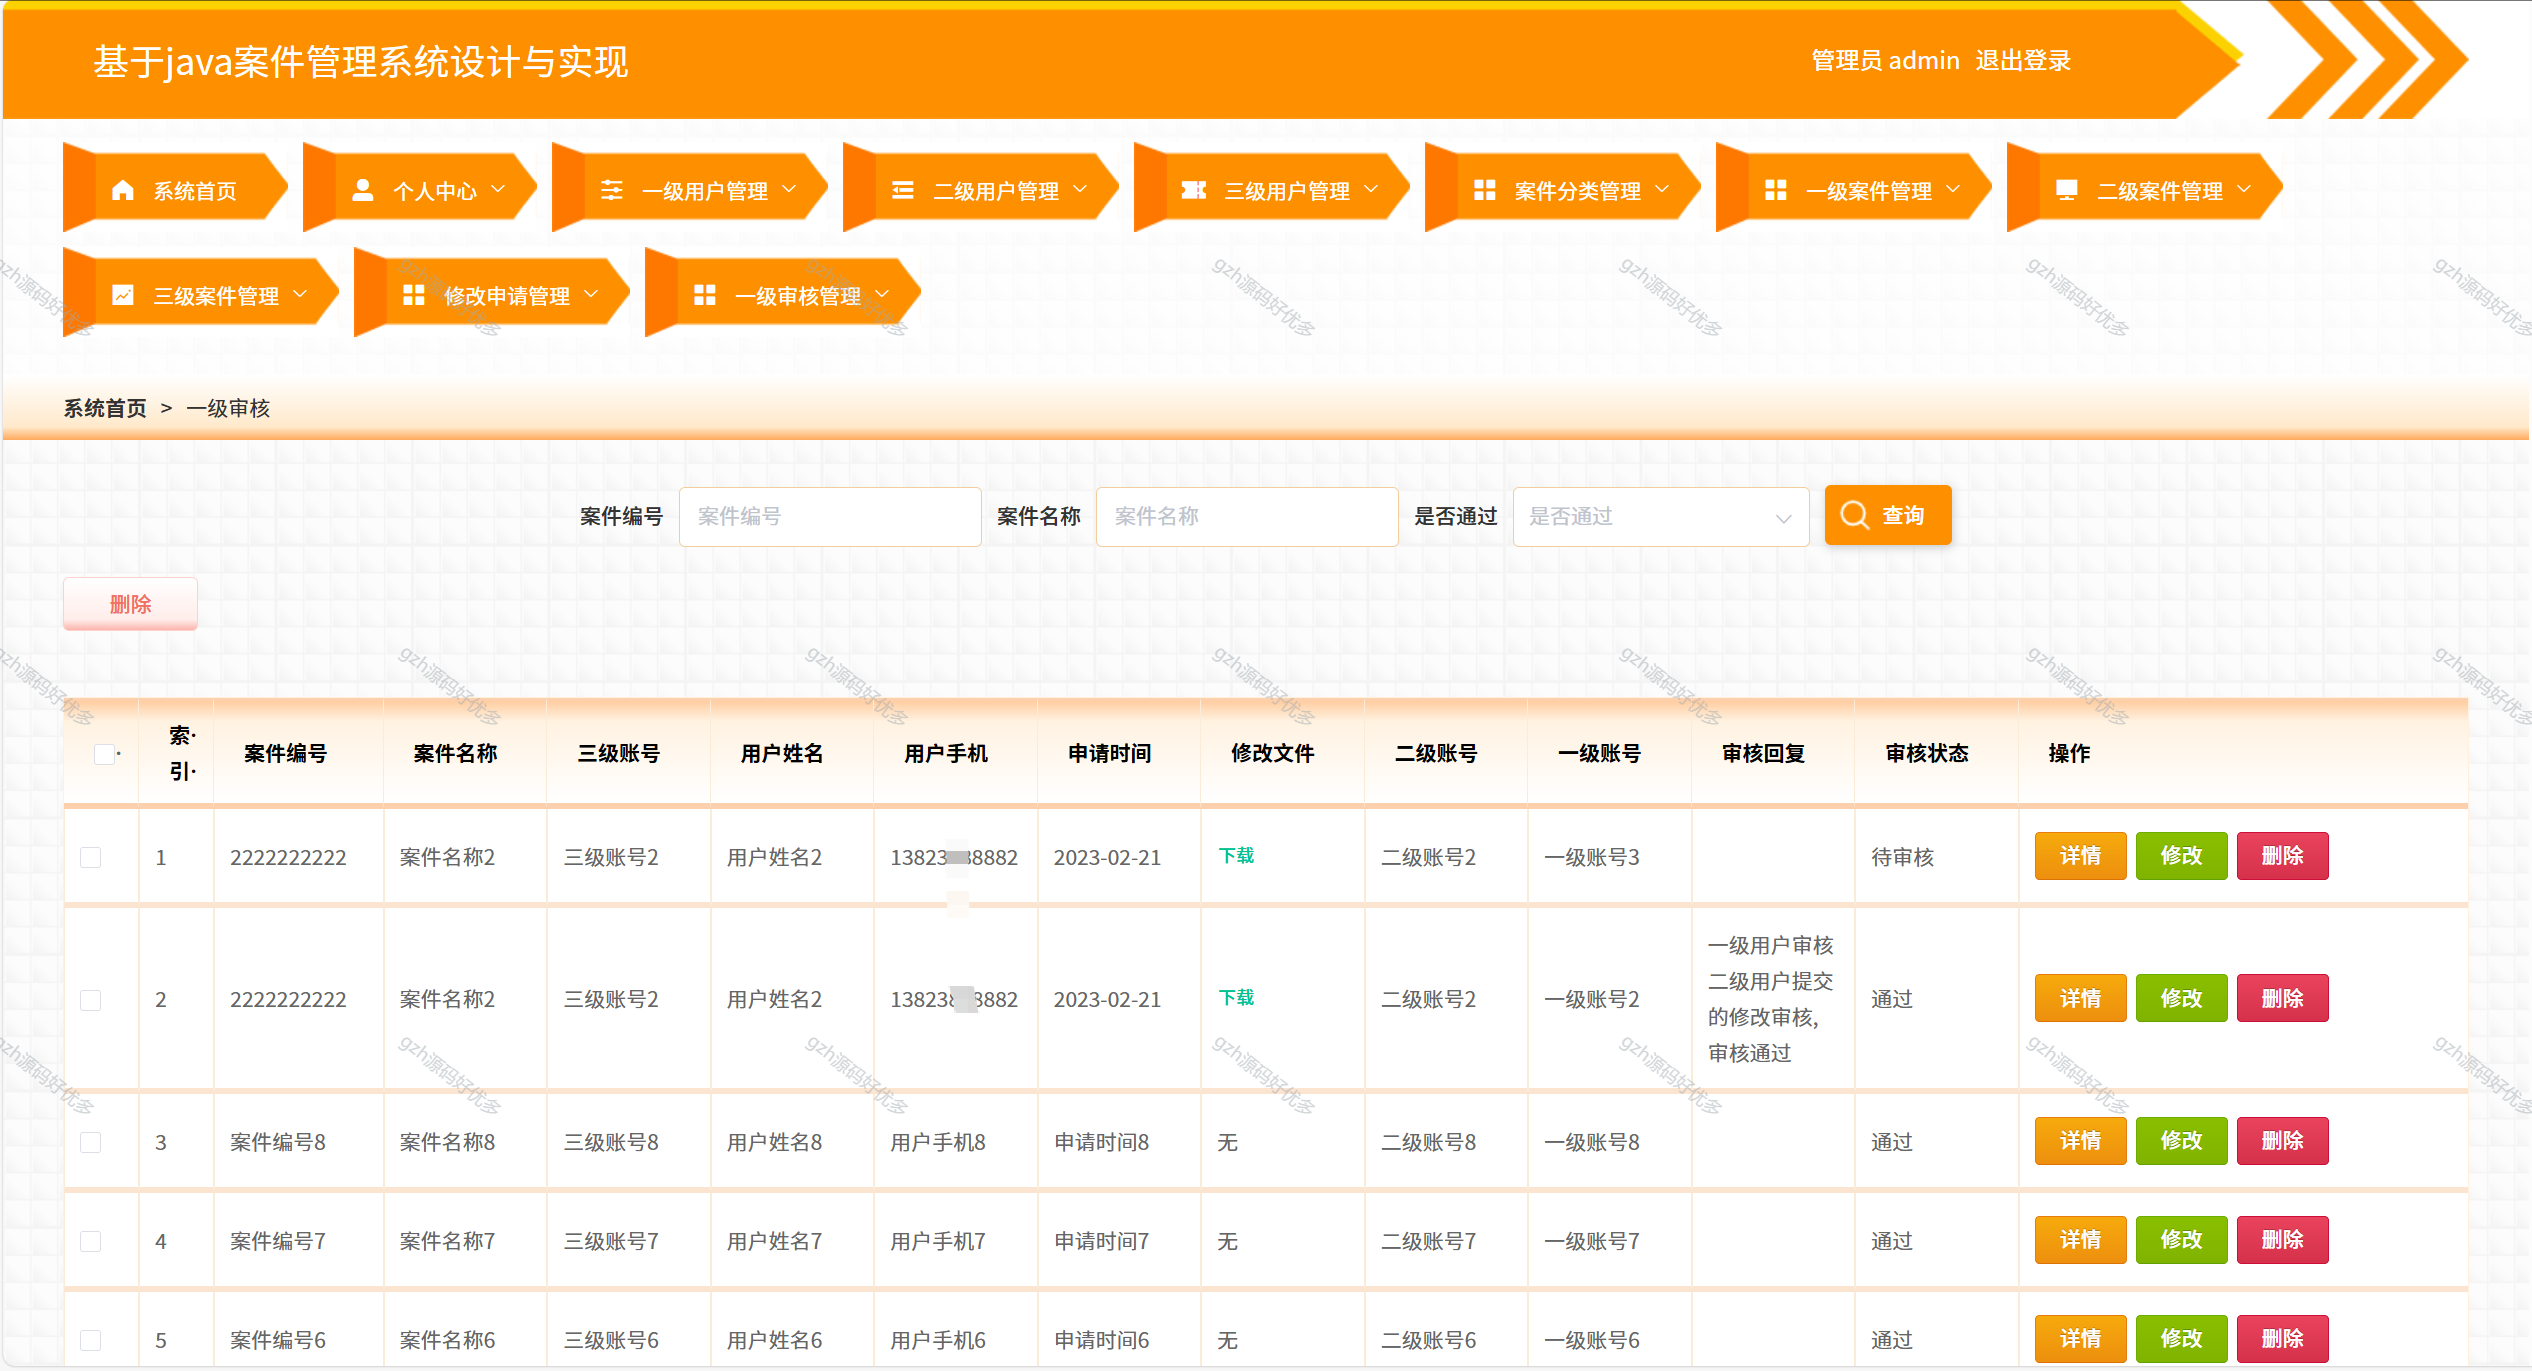 基于java案件管理系统设计与实现
管理员 admin 退出登录
系统首页 个人中心 一级用户管理 二级用户管理 三级用户管理 案件分类管理 一级案件管理 二级案件管理
三级案件管理 修改申请管理 一级审核管理
系统首页 > 一级审核
案件编号 案件编号 案件名称 案件名称 是否通过 是否通过 查询
删除
索引 案件编号 案件名称 三级账号 用户姓名 用户手机 申请时间 修改文件 二级账号 一级账号 审核回复 审核状态 操作
1 2222222222 案件名称2 三级账号2 用户姓名2 2023-02-21 下载 二级账号2 一级账号3 待审核 详情 修改 删除
2 2222222222 案件名称2 三级账号2 用户姓名2 2023-02-21 下载 二级账号2 一级账号2 一级用户审核二级用户提交的修改审核,审核通过 通过 详情 修改 删除
3 案件编号8 案件名称8 三级账号8 用户姓名8 用户手机8 申请时间8 无 二级账号8 一级账号8 通过 详情 修改 删除
4 案件编号7 案件名称7 三级账号7 用户姓名7 用户手机7 申请时间7 无 二级账号7 一级账号7 通过 详情 修改 删除
5 案件编号6 案件名称6 三级账号6 用户姓名6 用户手机6 申请时间6 无 二级账号6 一级账号6 通过 详情 修改 删除
gzh源码好优多